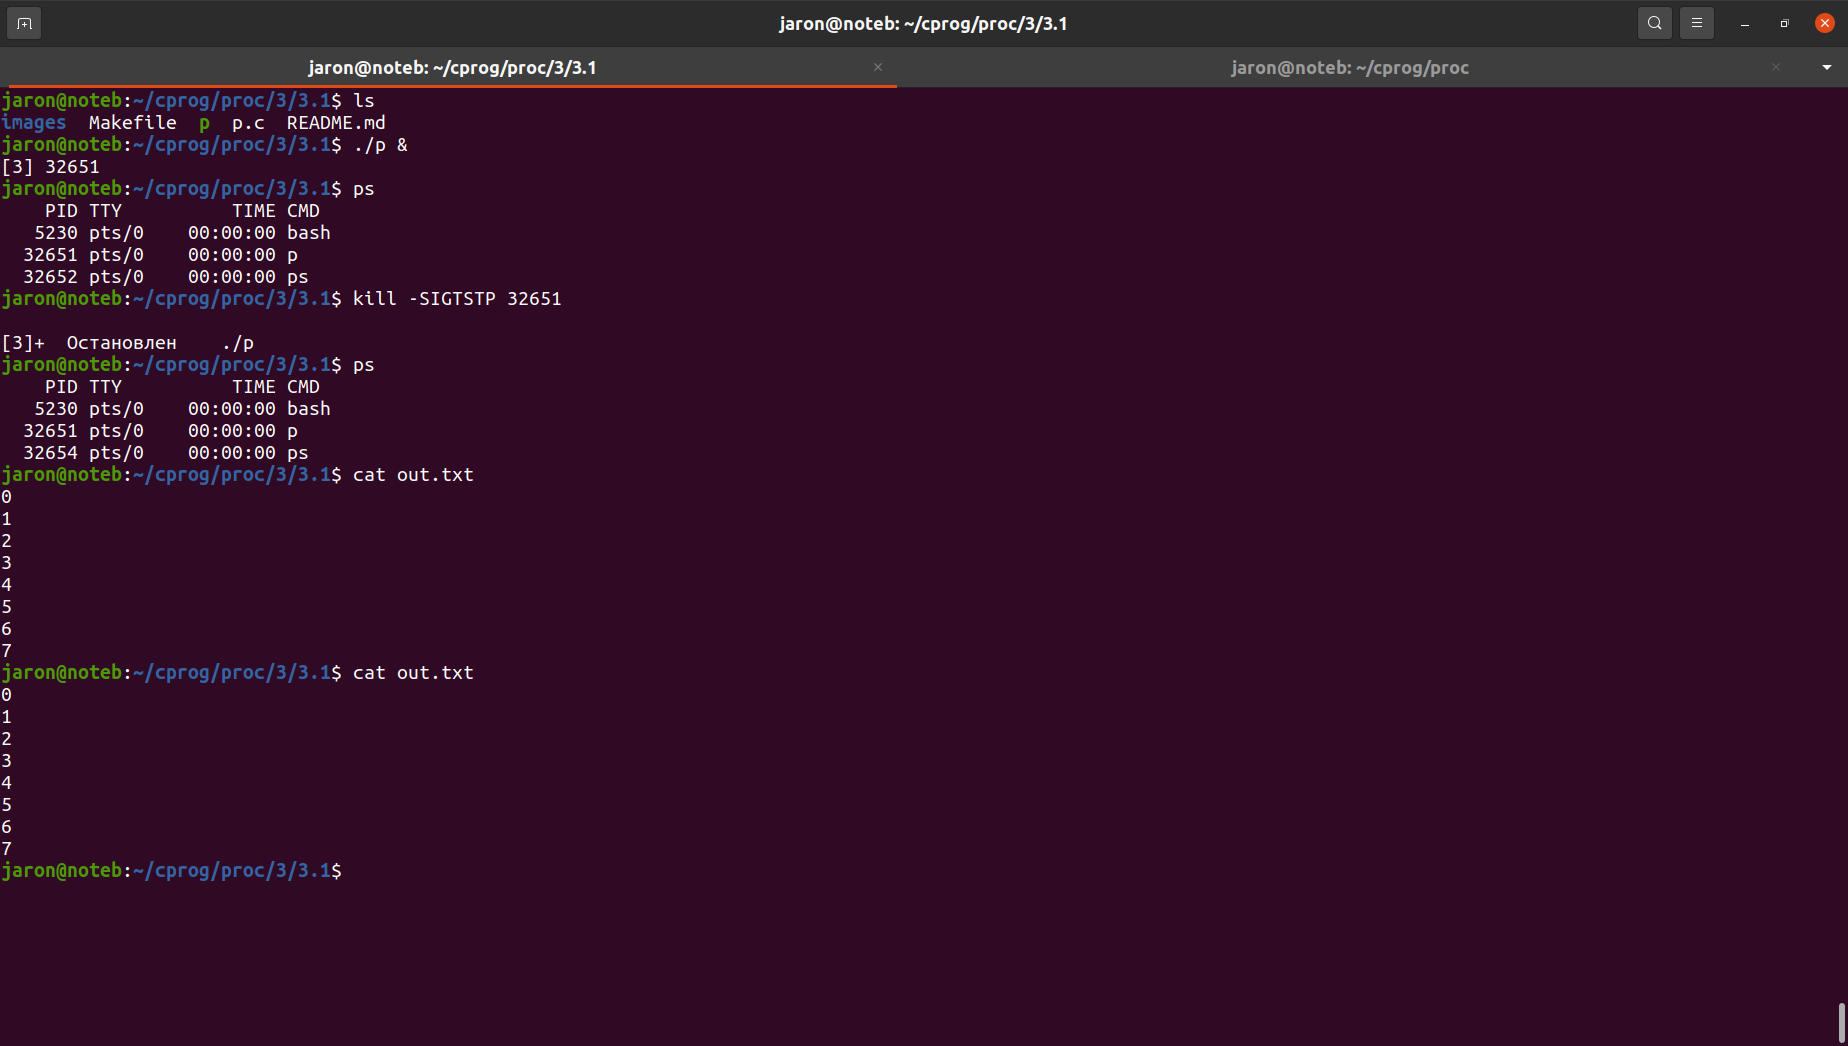 jaron@noteb: ~/cprog/proc/3/3.1
jaron@noteb: ~/cprog/proc/3/3.1
jaron@noteb: ~/cprog/proc
jaron@noteb:~/cprog/proc/3/3.1$ ls
images  Makefile  p  p.c  README.md
jaron@noteb:~/cprog/proc/3/3.1$ ./p &
[3] 32651
jaron@noteb:~/cprog/proc/3/3.1$ ps
    PID TTY          TIME CMD
   5230 pts/0    00:00:00 bash
  32651 pts/0    00:00:00 p
  32652 pts/0    00:00:00 ps
jaron@noteb:~/cprog/proc/3/3.1$ kill -SIGTSTP 32651
[3]+  Остановлен    ./p
jaron@noteb:~/cprog/proc/3/3.1$ ps
    PID TTY          TIME CMD
   5230 pts/0    00:00:00 bash
  32651 pts/0    00:00:00 p
  32654 pts/0    00:00:00 ps
jaron@noteb:~/cprog/proc/3/3.1$ cat out.txt
0
1
2
3
4
5
6
7
jaron@noteb:~/cprog/proc/3/3.1$ cat out.txt
0
1
2
3
4
5
6
7
jaron@noteb:~/cprog/proc/3/3.1$